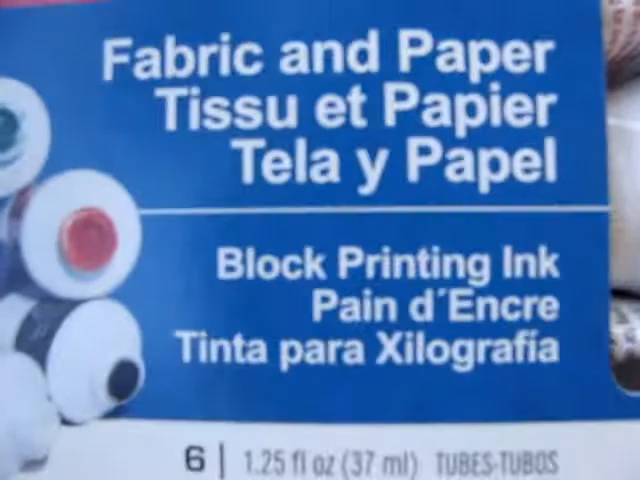 Fabric and Paper
Tissu et Papier
Tela y Papel
Block Printing Ink
Pain d´Encre
Tinta para Xilografía
6 | 1.25 fl oz (37 ml) TUBES-TUBOS